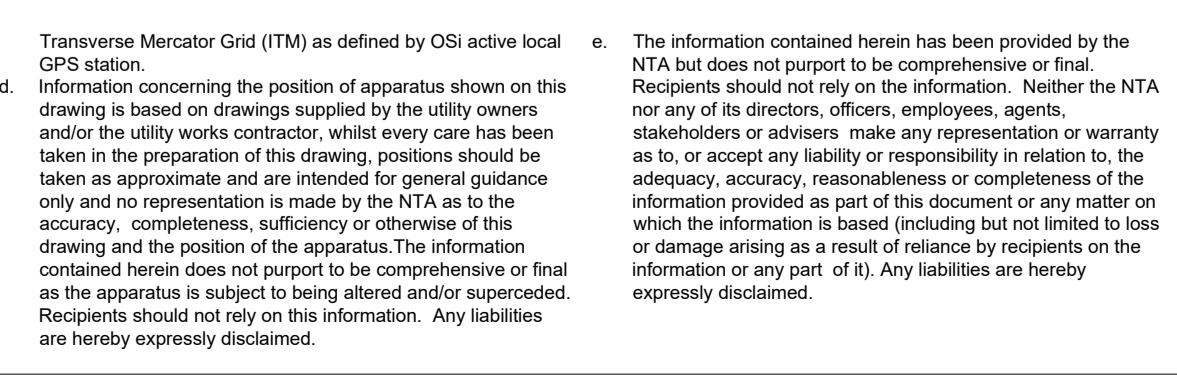 Transverse Mercator Grid (ITM) as defined by OSi active local
GPS station.
d. Information concerning the position of apparatus shown on this
drawing is based on drawings supplied by the utility owners
and/or the utility works contractor, whilst every care has been
taken in the preparation of this drawing, positions should be
taken as approximate and are intended for general guidance
only and no representation is made by the NTA as to the
accuracy,  completeness, sufficiency or otherwise of this
drawing and the position of the apparatus.The information
contained herein does not purport to be comprehensive or final
as the apparatus is subject to being altered and/or superceded.
Recipients should not rely on this information.  Any liabilities
are hereby expressly disclaimed.
e. The information contained herein has been provided by the
NTA but does not purport to be comprehensive or final.
Recipients should not rely on the information.  Neither the NTA
nor any of its directors, officers, employees, agents,
stakeholders or advisers  make any representation or warranty
as to, or accept any liability or responsibility in relation to, the
adequacy, accuracy, reasonableness or completeness of the
information provided as part of this document or any matter on
which the information is based (including but not limited to loss
or damage arising as a result of reliance by recipients on the
information or any part  of it). Any liabilities are hereby
expressly disclaimed.